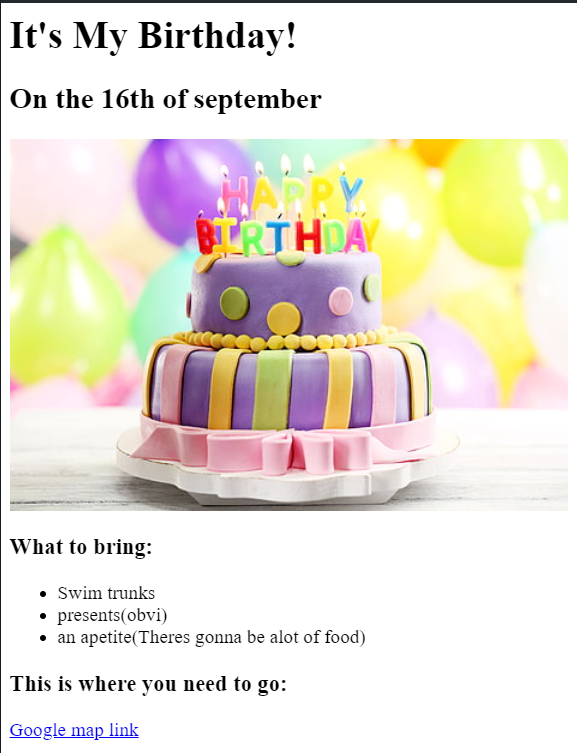 It's My Birthday!
On the 16th of september
HAPPY
BIRTHDAY
What to bring:
Swim trunks
presents(obvi)
an apetite(Theres gonna be alot of food)
This is where you need to go:
Google map link